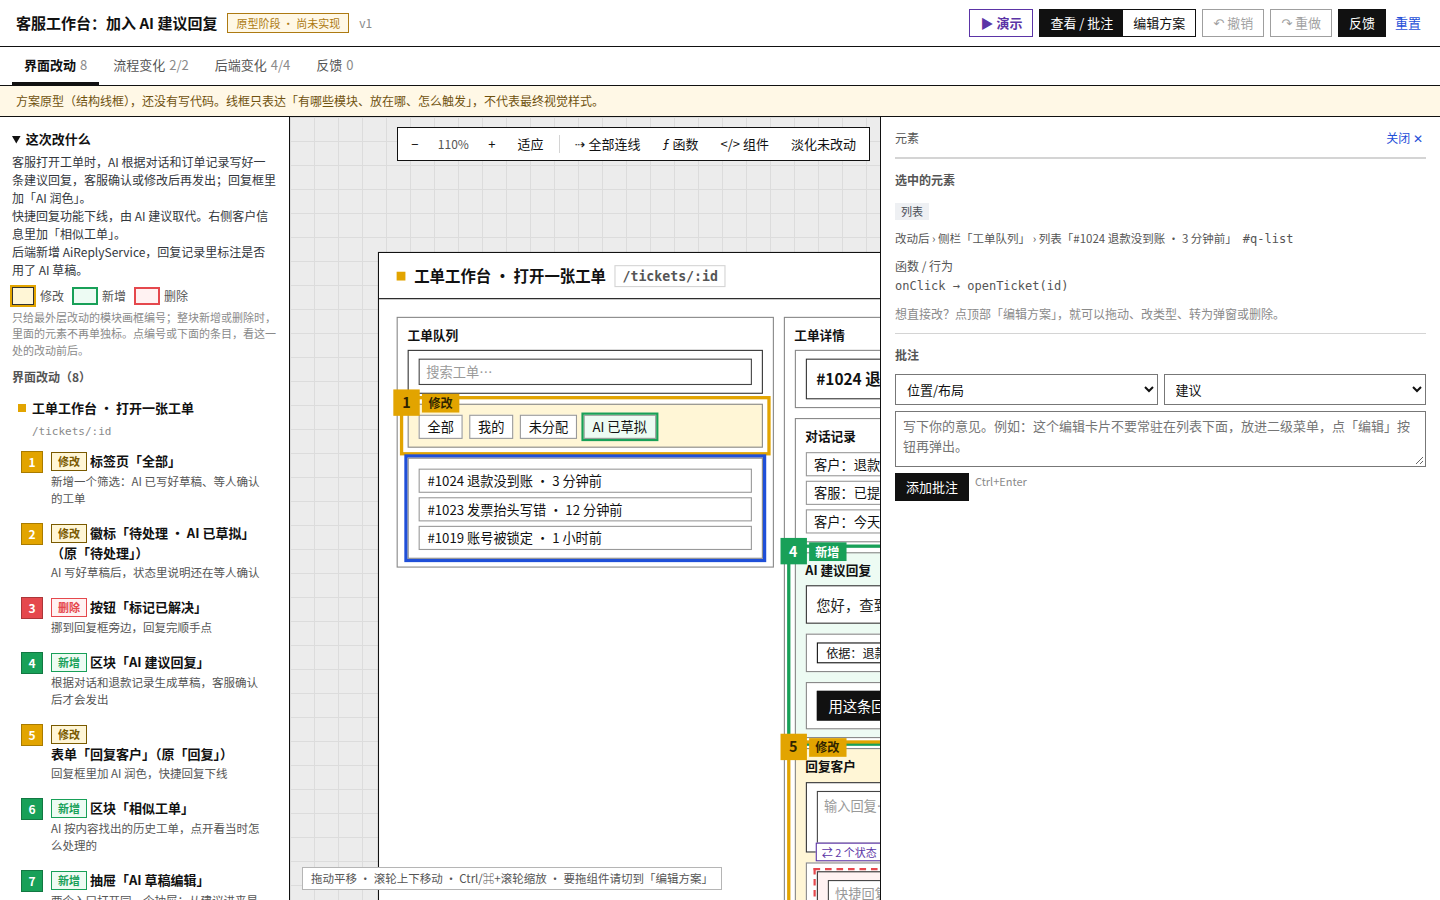 客服工作台：加入 AI 建议回复 原型阶段 · 尚未实现 v1
▶ 演示 查看 / 批注 编辑方案 ↶ 撤销 ↷ 重做 反馈 重置
界面改动 8 流程变化 2/2 后端变化 4/4 反馈 0
方案原型（结构线框），还没有写代码。线框只表达「有哪些模块、放在哪、怎么触发」，不代表最终视觉样式。
▼ 这次改什么
客服打开工单时，AI 根据对话和订单记录写好一
条建议回复，客服确认或修改后再发出；回复框里
加「AI 润色」。
快捷回复功能下线，由 AI 建议取代。右侧客户信
息里加「相似工单」。
后端新增 AiReplyService，回复记录里标注是否
用了 AI 草稿。
修改 新增 删除
只给最外层改动的模块画框编号；整块新增或删除时，
里面的元素不再单独标。点编号或下面的条目，看这一
处的改动前后。
界面改动（8）
工单工作台 · 打开一张工单
/tickets/:id
1 修改 标签页「全部」
新增一个筛选：AI 已写好草稿、等人确认
的工单
2 修改 徽标「待处理 · AI 已草拟」
（原「待处理」）
AI 写好草稿后，状态里说明还在等人确认
3 删除 按钮「标记已解决」
挪到回复框旁边，回复完顺手点
4 新增 区块「AI 建议回复」
根据对话和退款记录生成草稿，客服确认
后才会发出
5 修改
表单「回复客户」（原「回复」）
回复框里加 AI 润色，快捷回复下线
6 新增 区块「相似工单」
AI 按内容找出的历史工单，点开看当时怎
么处理的
7 新增 抽屉「AI 草稿编辑」
− 110% + 适应 ⇢ 全部连线 ƒ 函数 </> 组件 淡化未改动
工单工作台 · 打开一张工单 /tickets/:id
工单队列
搜索工单…
1 修改
全部 我的 未分配 AI 已草拟
#1024 退款没到账 · 3 分钟前
#1023 发票抬头写错 · 12 分钟前
#1019 账号被锁定 · 1 小时前
工单详情
#1024 退
对话记录
客户：退款
客服：已提
客户：今天
4 新增
AI 建议回复
您好，查到
依据：退款
用这条回
5 修改
回复客户
输入回复
⇄ 2 个状态
快捷回复
拖动平移 · 滚轮上下移动 · Ctrl/⌘+滚轮缩放 · 要拖组件请切到「编辑方案」
元素 关闭 ✕
选中的元素
列表
改动后 › 侧栏「工单队列」 › 列表「#1024 退款没到账 · 3 分钟前」 #q-list
函数 / 行为
onClick → openTicket(id)
想直接改？点顶部「编辑方案」，就可以拖动、改类型、转为弹窗或删除。
批注
位置/布局 建议
写下你的意见。例如：这个编辑卡片不要常驻在列表下面，放进二级菜单，点「编辑」按
钮再弹出。
添加批注 Ctrl+Enter